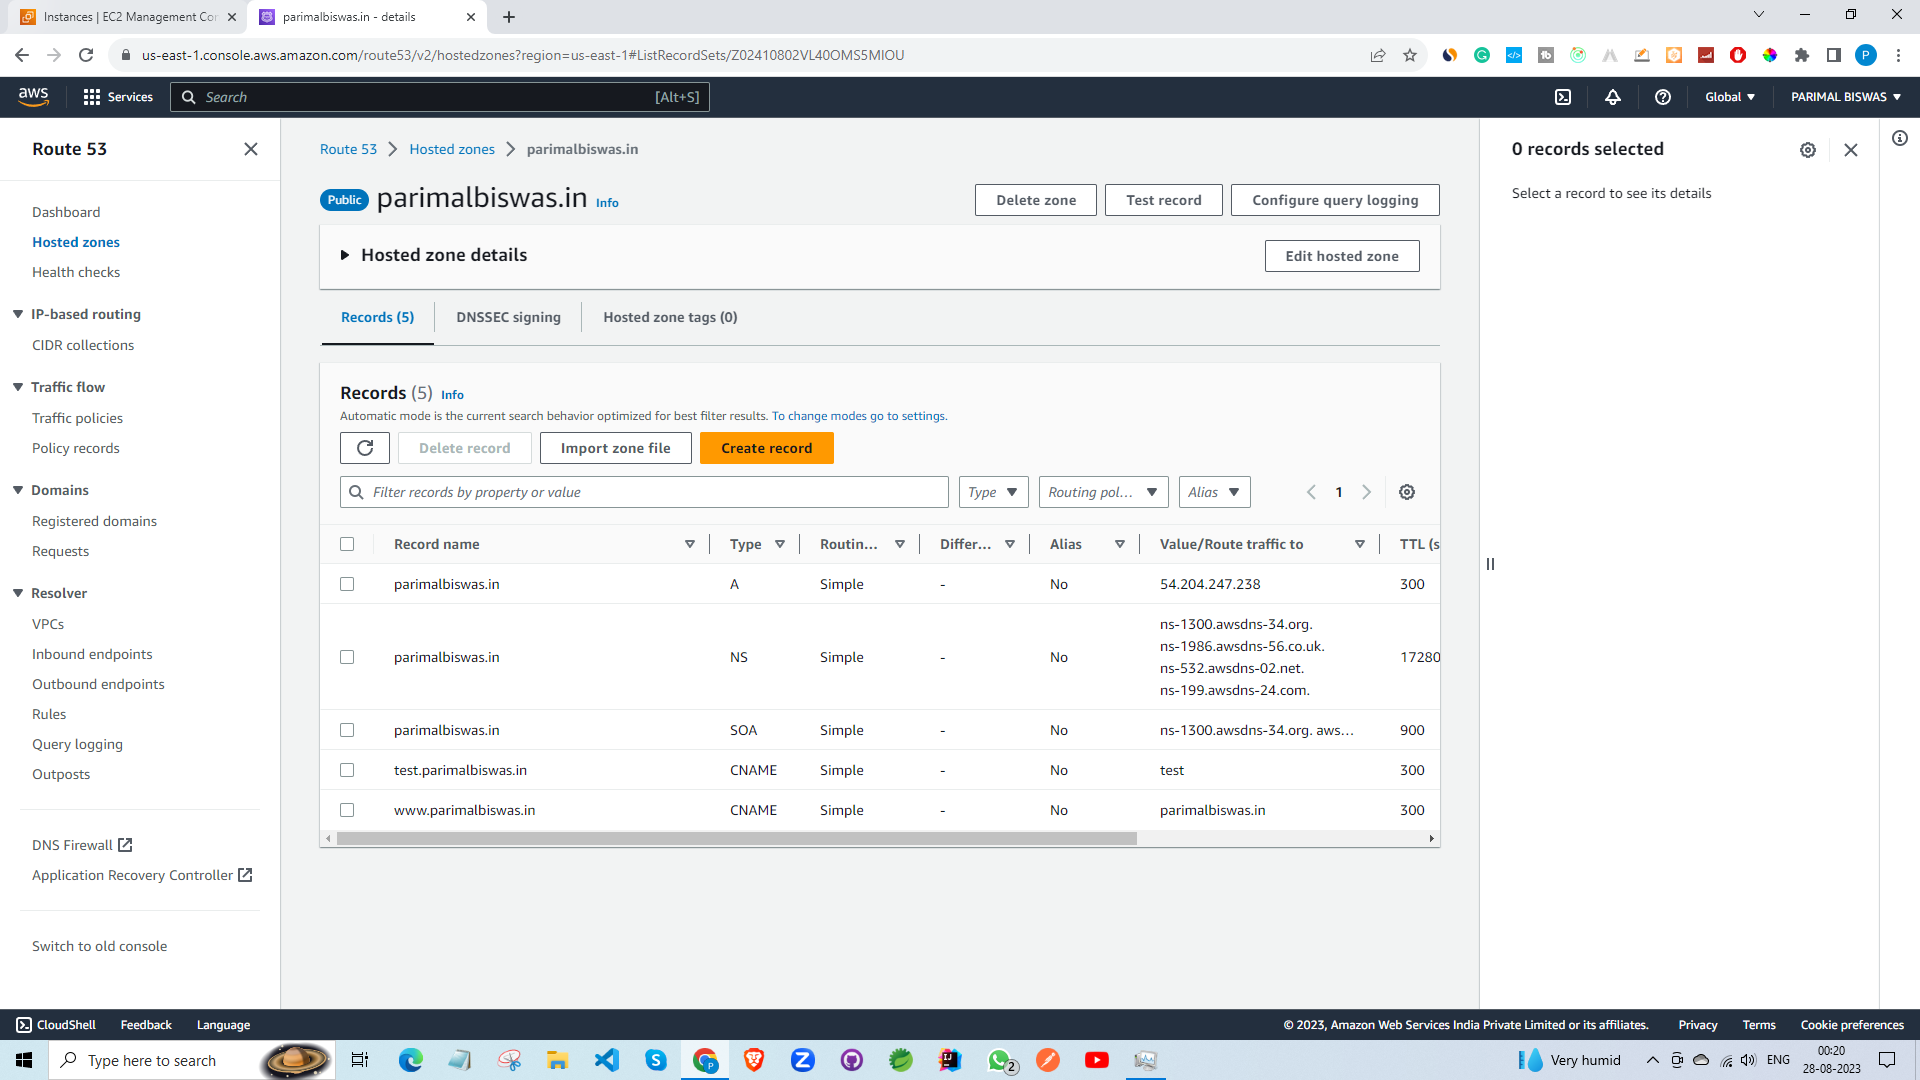 Instances | EC2 Management Con
parimalbiswas.in - details
us-east-1.console.aws.amazon.com/route53/v2/hostedzones?region=us-east-1#ListRecordSets/Z02410802VL40OMS5MIOU
P
aws
Services
Search
[Alt+S]
Global
PARIMAL BISWAS
Route 53
Dashboard
Hosted zones
Health checks
IP-based routing
CIDR collections
Traffic flow
Traffic policies
Policy records
Domains
Registered domains
Requests
Resolver
VPCs
Inbound endpoints
Outbound endpoints
Rules
Query logging
Outposts
DNS Firewall
Application Recovery Controller
Switch to old console
Route 53 Hosted zones parimalbiswas.in
Public parimalbiswas.in Info
Delete zone
Test record
Configure query logging
Hosted zone details
Edit hosted zone
Records (5)
DNSSEC signing
Hosted zone tags (0)
Records (5) Info
Automatic mode is the current search behavior optimized for best filter results. To change modes go to settings.
Delete record
Import zone file
Create record
Filter records by property or value
Type
Routing pol...
Alias
1
Record name Type Routin... Differ... Alias Value/Route traffic to TTL (s
parimalbiswas.in A Simple - No 54.204.247.238 300
parimalbiswas.in NS Simple - No ns-1300.awsdns-34.org.
ns-1986.awsdns-56.co.uk.
ns-532.awsdns-02.net.
ns-199.awsdns-24.com.
17280
parimalbiswas.in SOA Simple - No ns-1300.awsdns-34.org. aws... 900
test.parimalbiswas.in CNAME Simple - No test 300
www.parimalbiswas.in CNAME Simple - No parimalbiswas.in 300
0 records selected
Select a record to see its details
CloudShell
Feedback
Language
© 2023, Amazon Web Services India Private Limited or its affiliates.
Privacy
Terms
Cookie preferences
Type here to search
2
Very humid
ENG
00:20
28-08-2023